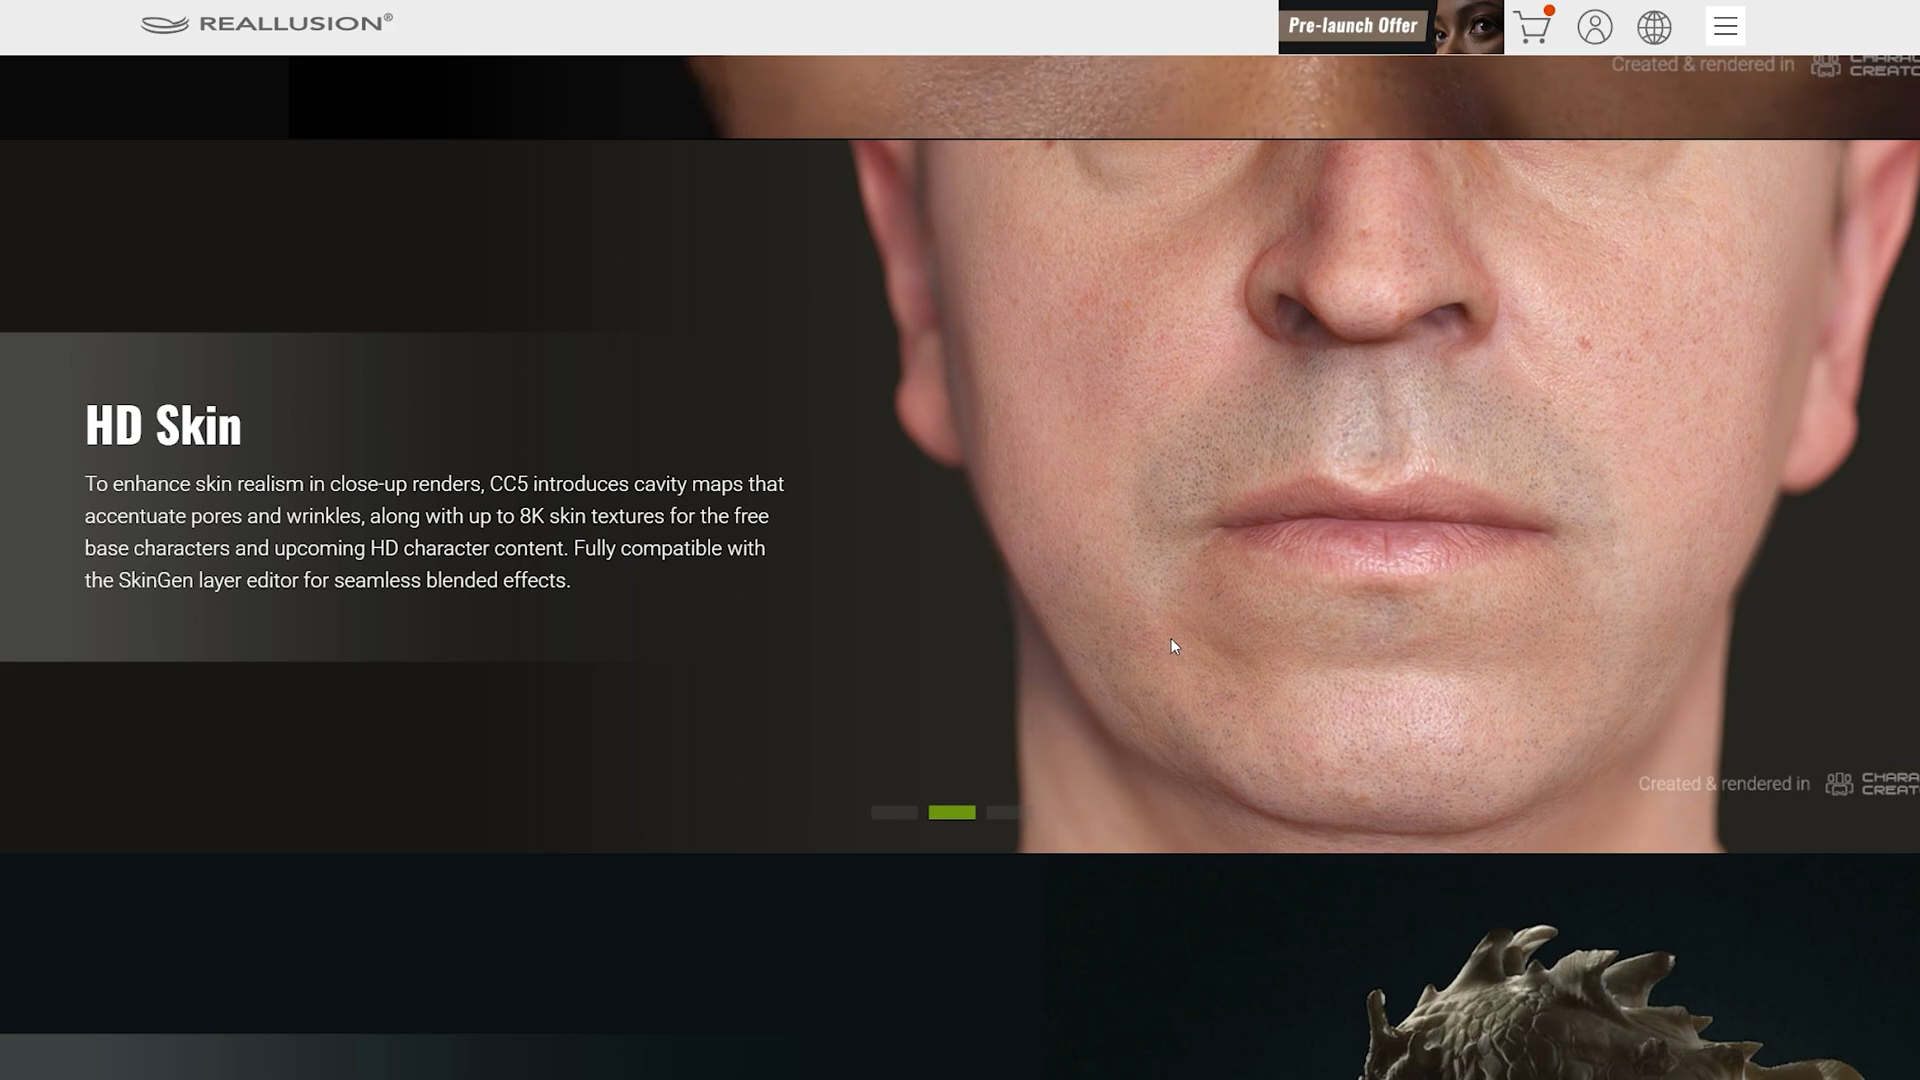 REALLUSION®
Pre-launch Offer
Created & rendered in
HD Skin
To enhance skin realism in close-up renders, CC5 introduces cavity maps that
accentuate pores and wrinkles, along with up to 8K skin textures for the free
base characters and upcoming HD character content. Fully compatible with
the SkinGen layer editor for seamless blended effects.
Created & rendered in
CHARA
CREAT